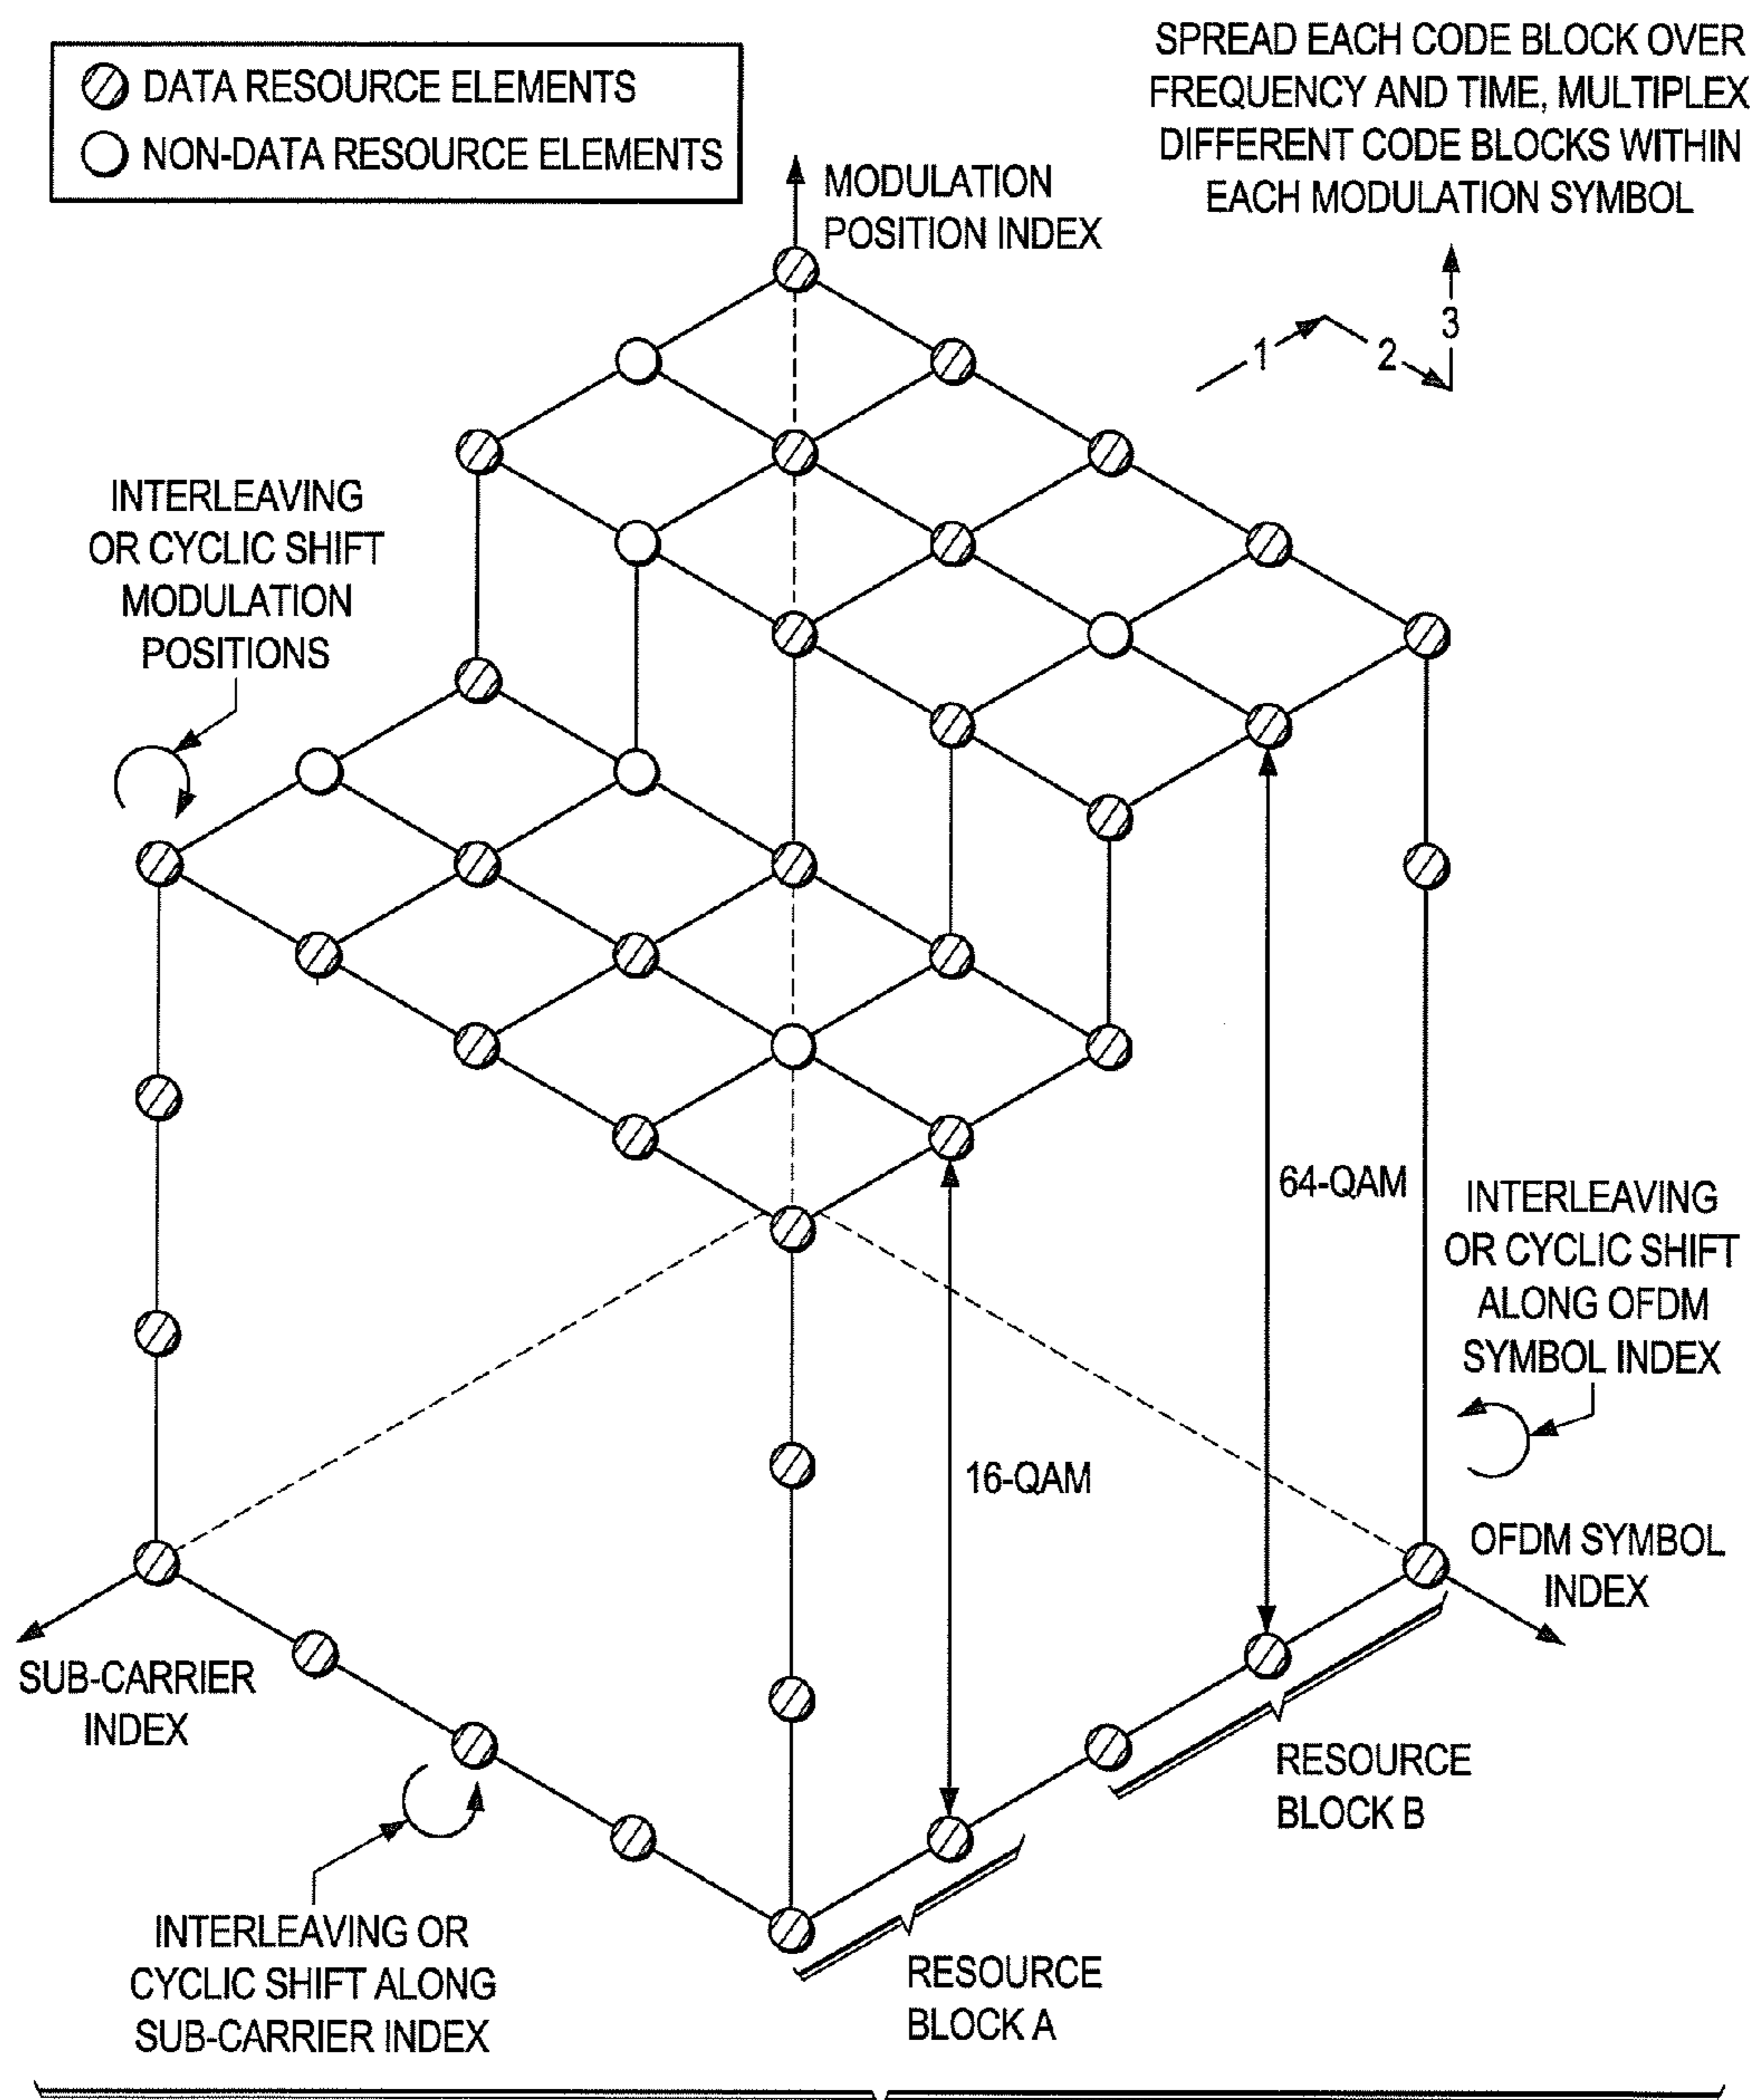 DATA RESOURCE ELEMENTS
NON-DATA RESOURCE ELEMENTS
SPREAD EACH CODE BLOCK OVER
FREQUENCY AND TIME, MULTIPLEX
DIFFERENT CODE BLOCKS WITHIN
EACH MODULATION SYMBOL
MODULATION
POSITION INDEX
1
2
3
INTERLEAVING
OR CYCLIC SHIFT
MODULATION
POSITIONS
64-QAM
16-QAM
INTERLEAVING
OR CYCLIC SHIFT
ALONG OFDM
SYMBOL INDEX
OFDM SYMBOL
INDEX
SUB-CARRIER
INDEX
RESOURCE
BLOCK B
RESOURCE
BLOCK A
INTERLEAVING OR
CYCLIC SHIFT ALONG
SUB-CARRIER INDEX